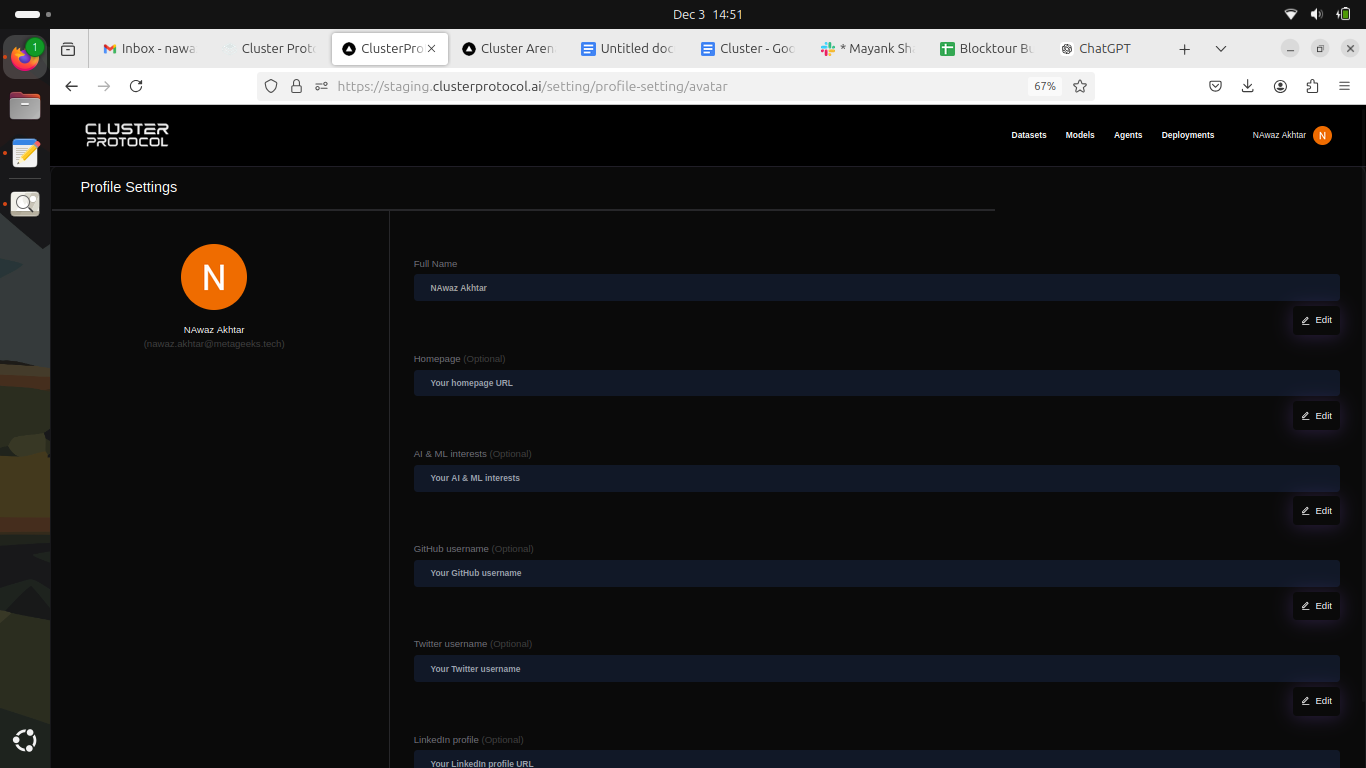 Dec 3 14:51
1
Inbox - nawa
Cluster Proto
ClusterPro
Cluster Aren
Untitled doc
Cluster - Goo
* Mayank Sha
Blocktour Bu
ChatGPT
https://staging.clusterprotocol.ai/setting/profile-setting/avatar
67%
CLUSTER
PROTOCOL
Datasets
Models
Agents
Deployments
NAwaz Akhtar
N
Profile Settings
N
NAwaz Akhtar
(nawaz.akhtar@metageeks.tech)
Full Name
NAwaz Akhtar
Edit
Homepage (Optional)
Your homepage URL
Edit
AI & ML interests (Optional)
Your AI & ML interests
Edit
GitHub username (Optional)
Your GitHub username
Edit
Twitter username (Optional)
Your Twitter username
Edit
LinkedIn profile (Optional)
Your LinkedIn profile URL